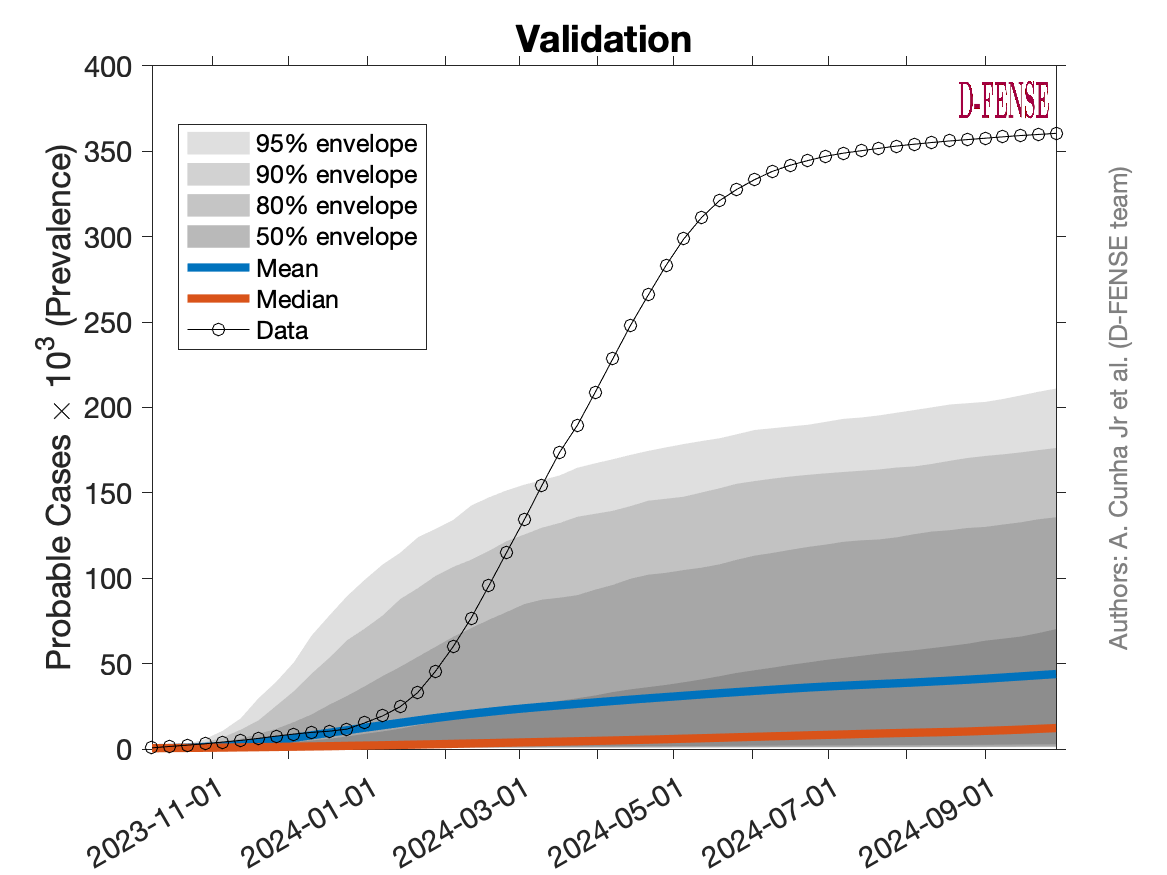 Validation
D-FENSE
95% envelope
90% envelope
80% envelope
50% envelope
Mean
Median
Data
400
350
300
250
200
150
100
50
0
Probable Cases × 10³ (Prevalence)
2023-11-01
2024-01-01
2024-03-01
2024-05-01
2024-07-01
2024-09-01
Authors: A. Cunha Jr et al. (D-FENSE team)